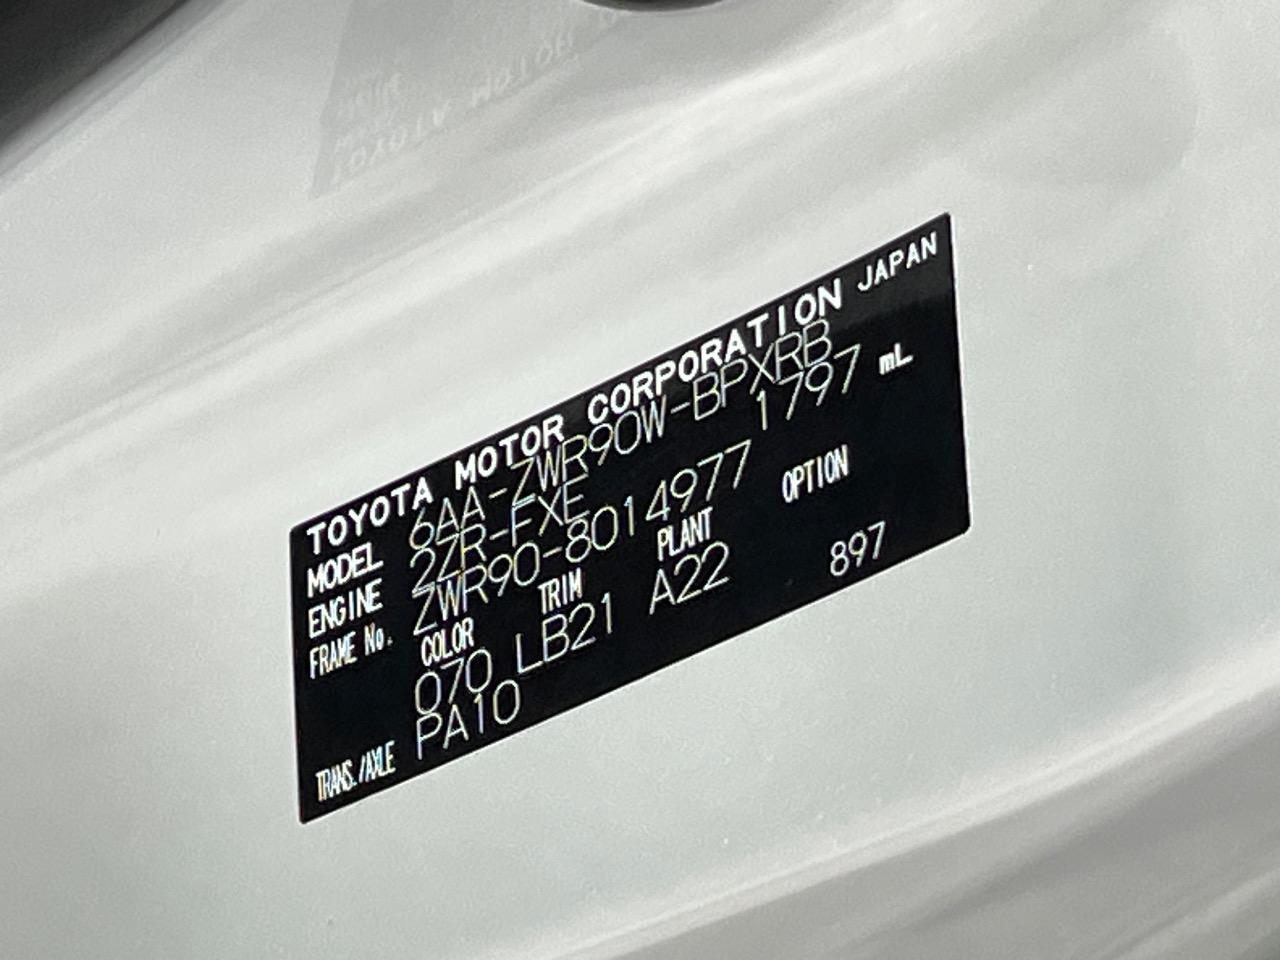 TOYOTA MOTOR CORPORATION JAPAN
MODEL 6AA-ZWR90W-BPXRB
ENGINE 2ZR-FXE 1797 mL
FRAME No. ZWR90-8014977
COLOR TRIM PLANT OPTION
070 LB21 A22 897
TRANS./AXLE PA10